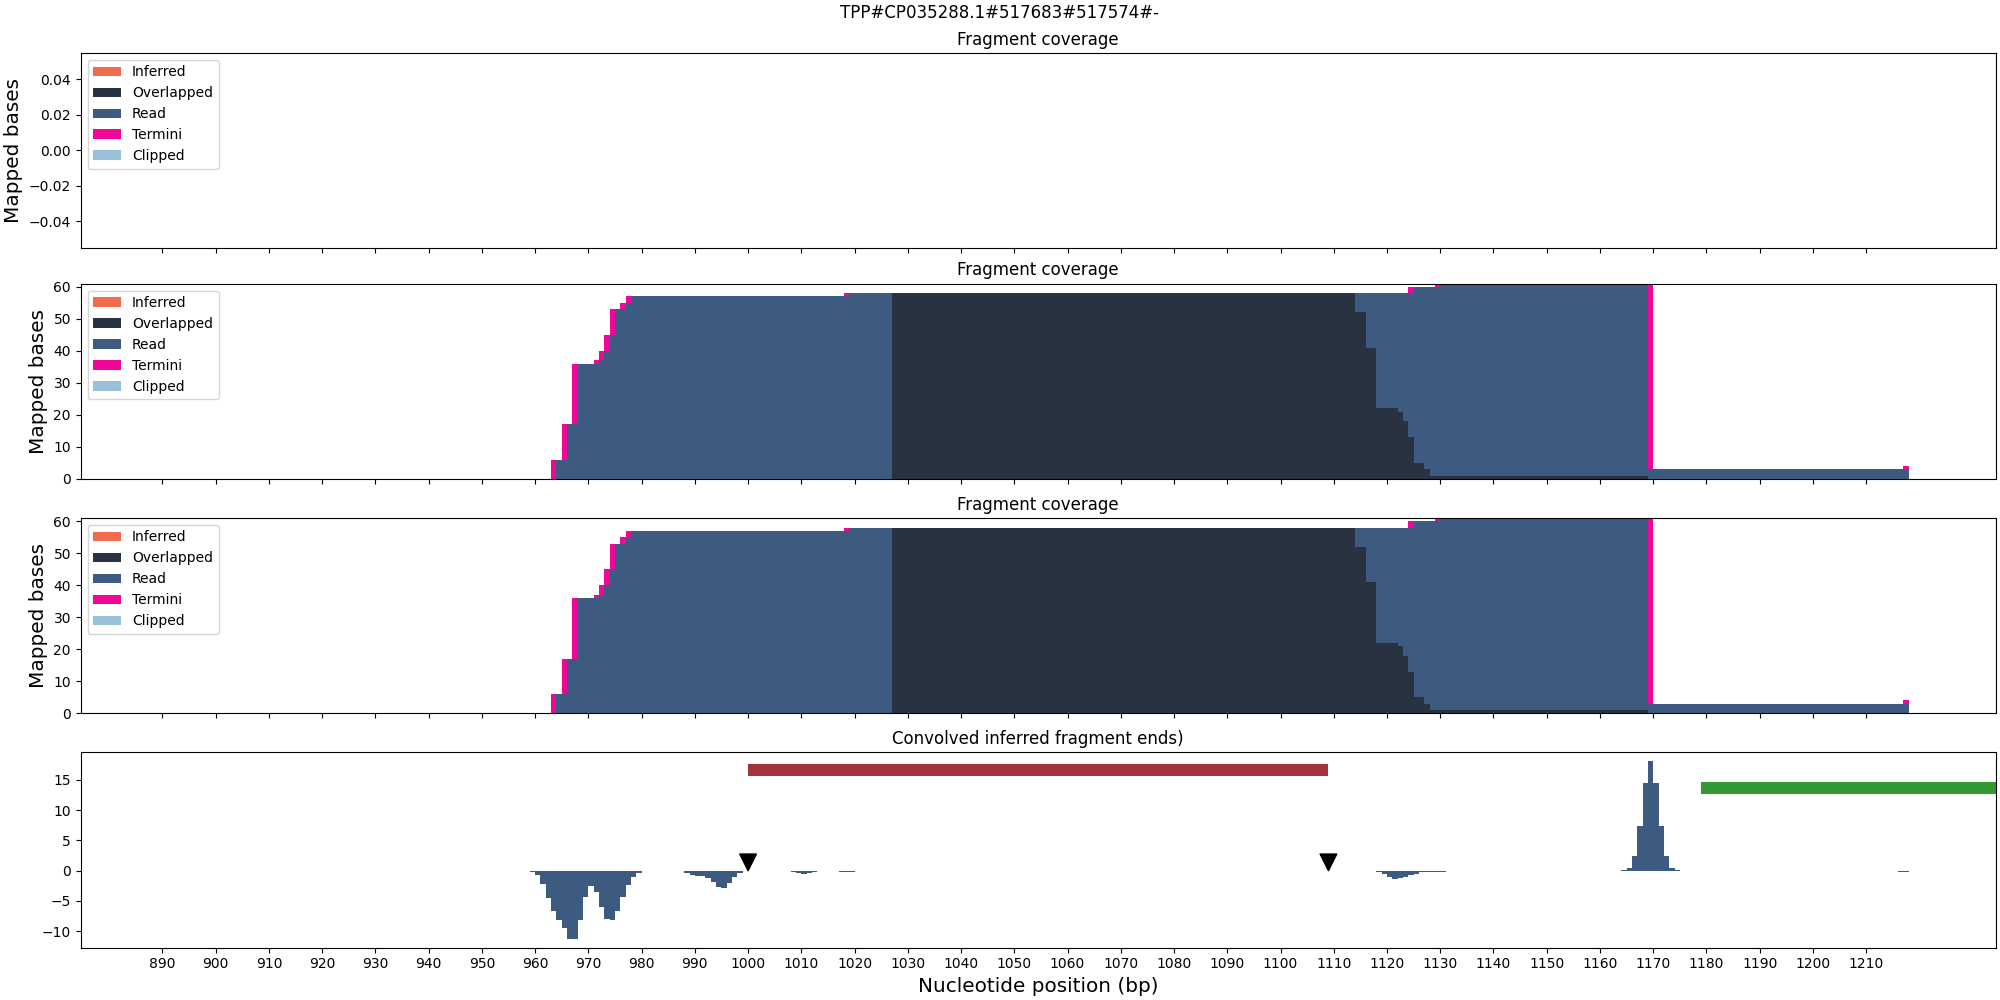 TPP#CP035288.1#517683#517574#-
Fragment coverage
Mapped bases
0.04
0.02
0.00
−0.02
−0.04
Inferred
Overlapped
Read
Termini
Clipped
Fragment coverage
Mapped bases
60
50
40
30
20
10
0
Inferred
Overlapped
Read
Termini
Clipped
Fragment coverage
Mapped bases
60
50
40
30
20
10
0
Inferred
Overlapped
Read
Termini
Clipped
Convolved inferred fragment ends)
15
10
5
0
−5
−10
890 900 910 920 930 940 950 960 970 980 990 1000 1010 1020 1030 1040 1050 1060 1070 1080 1090 1100 1110 1120 1130 1140 1150 1160 1170 1180 1190 1200 1210
Nucleotide position (bp)